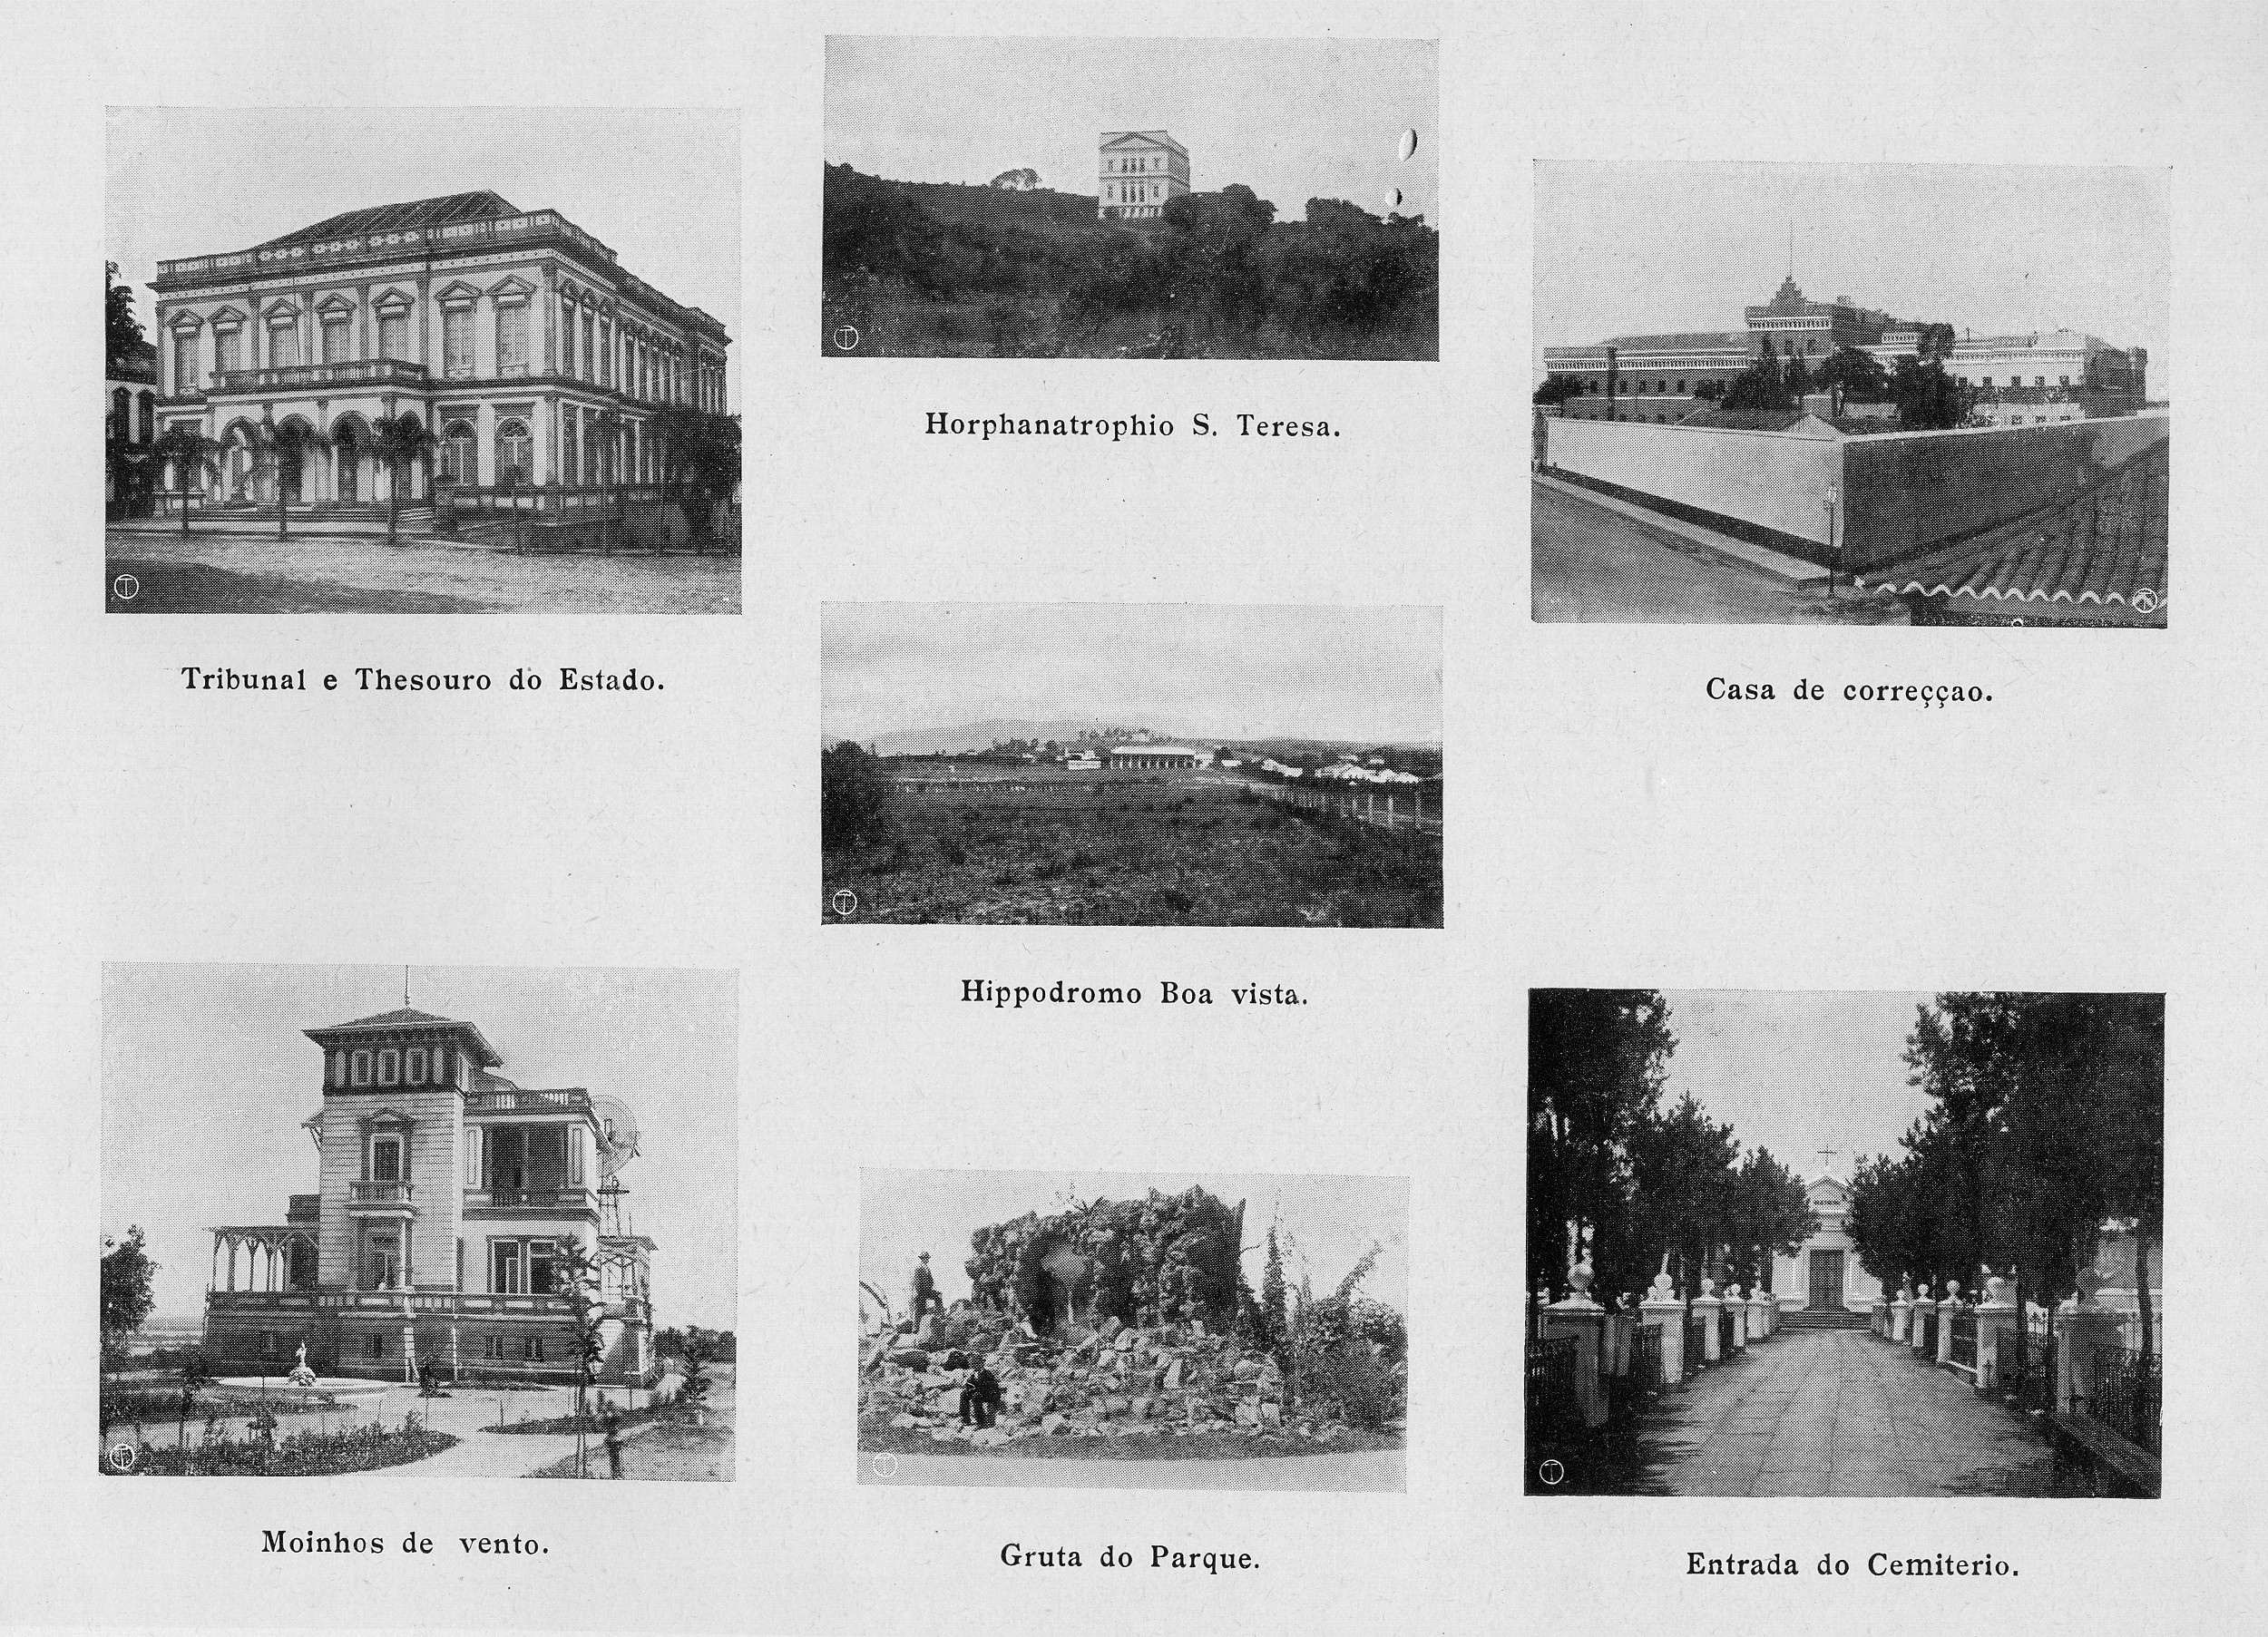 Horphanatrophio S. Teresa.
Tribunal e Thesouro do Estado.
Casa de correçção.
Hippodromo Boa vista.
Moinhos de vento.
Gruta do Parque.
Entrada do Cemiterio.